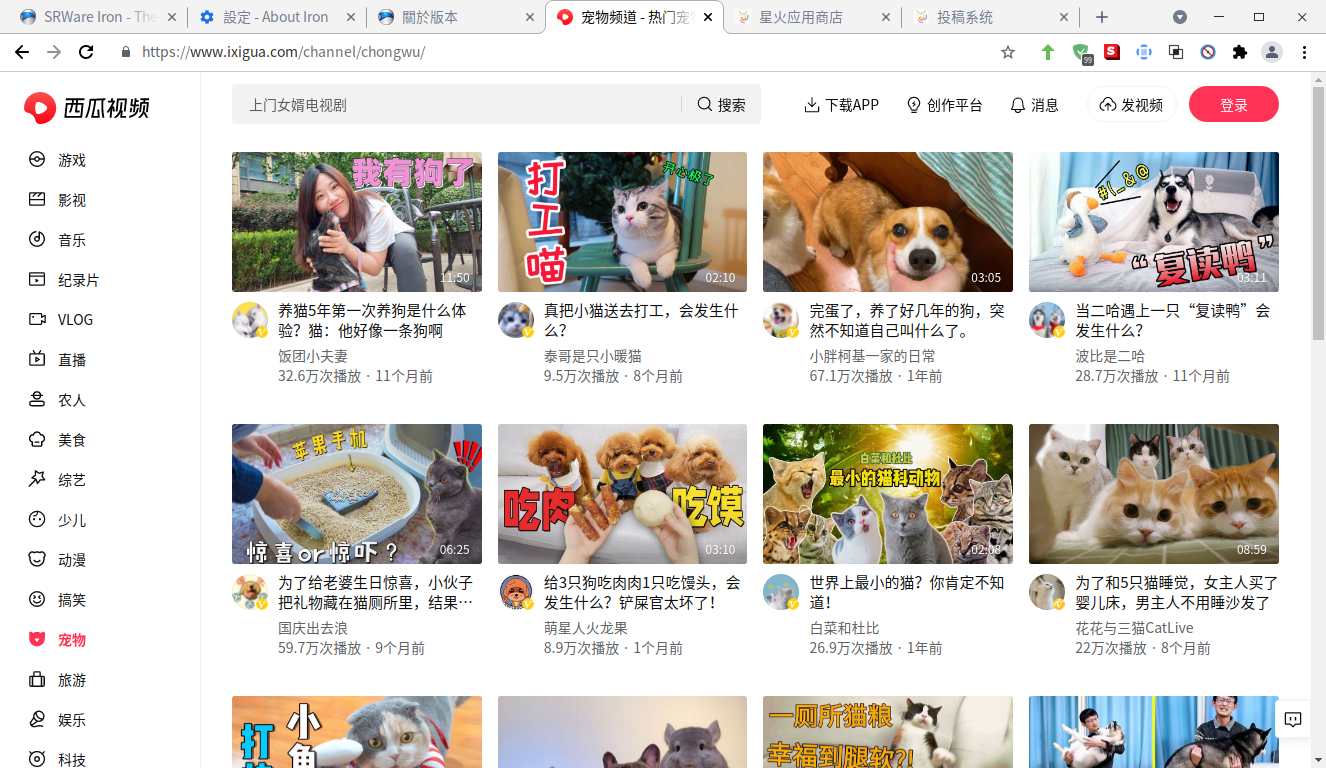 SRWare Iron - The
設定 - About Iron
關於版本
宠物频道 - 热门宠
星火应用商店
投稿系统
https://www.ixigua.com/channel/chongwu/
99
S
西瓜视频
上门女婿电视剧
搜索
下载APP
创作平台
消息
发视频
登录
游戏
影视
音乐
纪录片
VLOG
直播
农人
美食
综艺
少儿
动漫
搞笑
宠物
旅游
娱乐
科技
我有狗了
11:50
养猫5年第一次养狗是什么体
验？猫：他好像一条狗啊
饭团小夫妻
32.6万次播放 · 11个月前
打工喵
开心极了
02:10
真把小猫送去打工，会发生什
么？
泰哥是只小暖猫
9.5万次播放 · 8个月前
03:05
完蛋了，养了好几年的狗，突
然不知道自己叫什么了。
小胖柯基一家的日常
67.1万次播放 · 1年前
#(_&@
“复读鸭”
03:11
当二哈遇上一只“复读鸭”会
发生什么？
波比是二哈
28.7万次播放 · 11个月前
苹果手机
!!!
惊喜or惊吓？
06:25
为了给老婆生日惊喜，小伙子
把礼物藏在猫厕所里，结果…
国庆出去浪
59.7万次播放 · 9个月前
吃肉
吃馍
03:10
给3只狗吃肉肉1只吃馒头，会
发生什么？铲屎官太坏了！
萌星人火龙果
8.9万次播放 · 1个月前
白菜和杜比
最小的猫科动物
02:08
世界上最小的猫？你肯定不知
道！
白菜和杜比
26.9万次播放 · 1年前
08:59
为了和5只猫睡觉，女主人买了
婴儿床，男主人不用睡沙发了
花花与三猫CatLive
22万次播放 · 8个月前
打
小鱼
一厕所猫粮
幸福到腿软?!